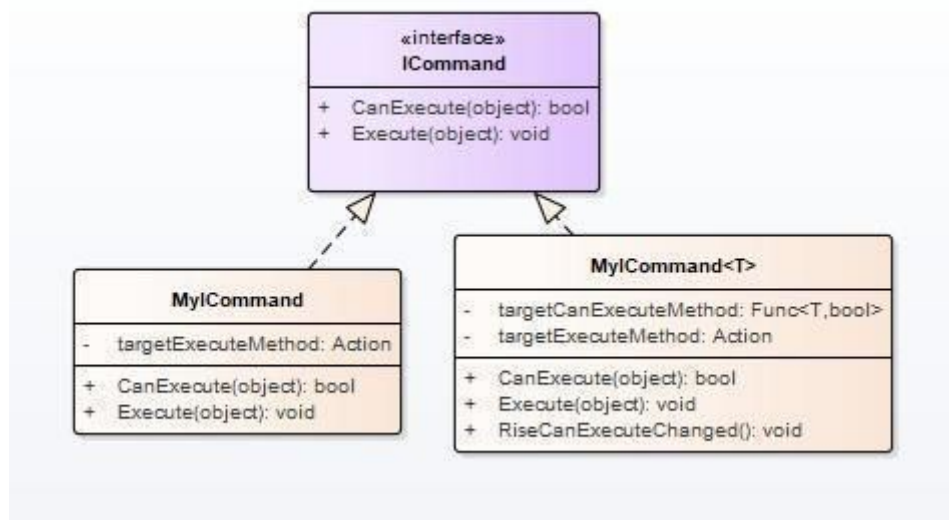 «interface»
ICommand
+ CanExecute(object): bool
+ Execute(object): void
MyICommand
- targetExecuteMethod: Action
+ CanExecute(object): bool
+ Execute(object): void
MyICommand<T>
- targetCanExecuteMethod: Func<T,bool>
- targetExecuteMethod: Action
+ CanExecute(object): bool
+ Execute(object): void
+ RiseCanExecuteChanged(): void